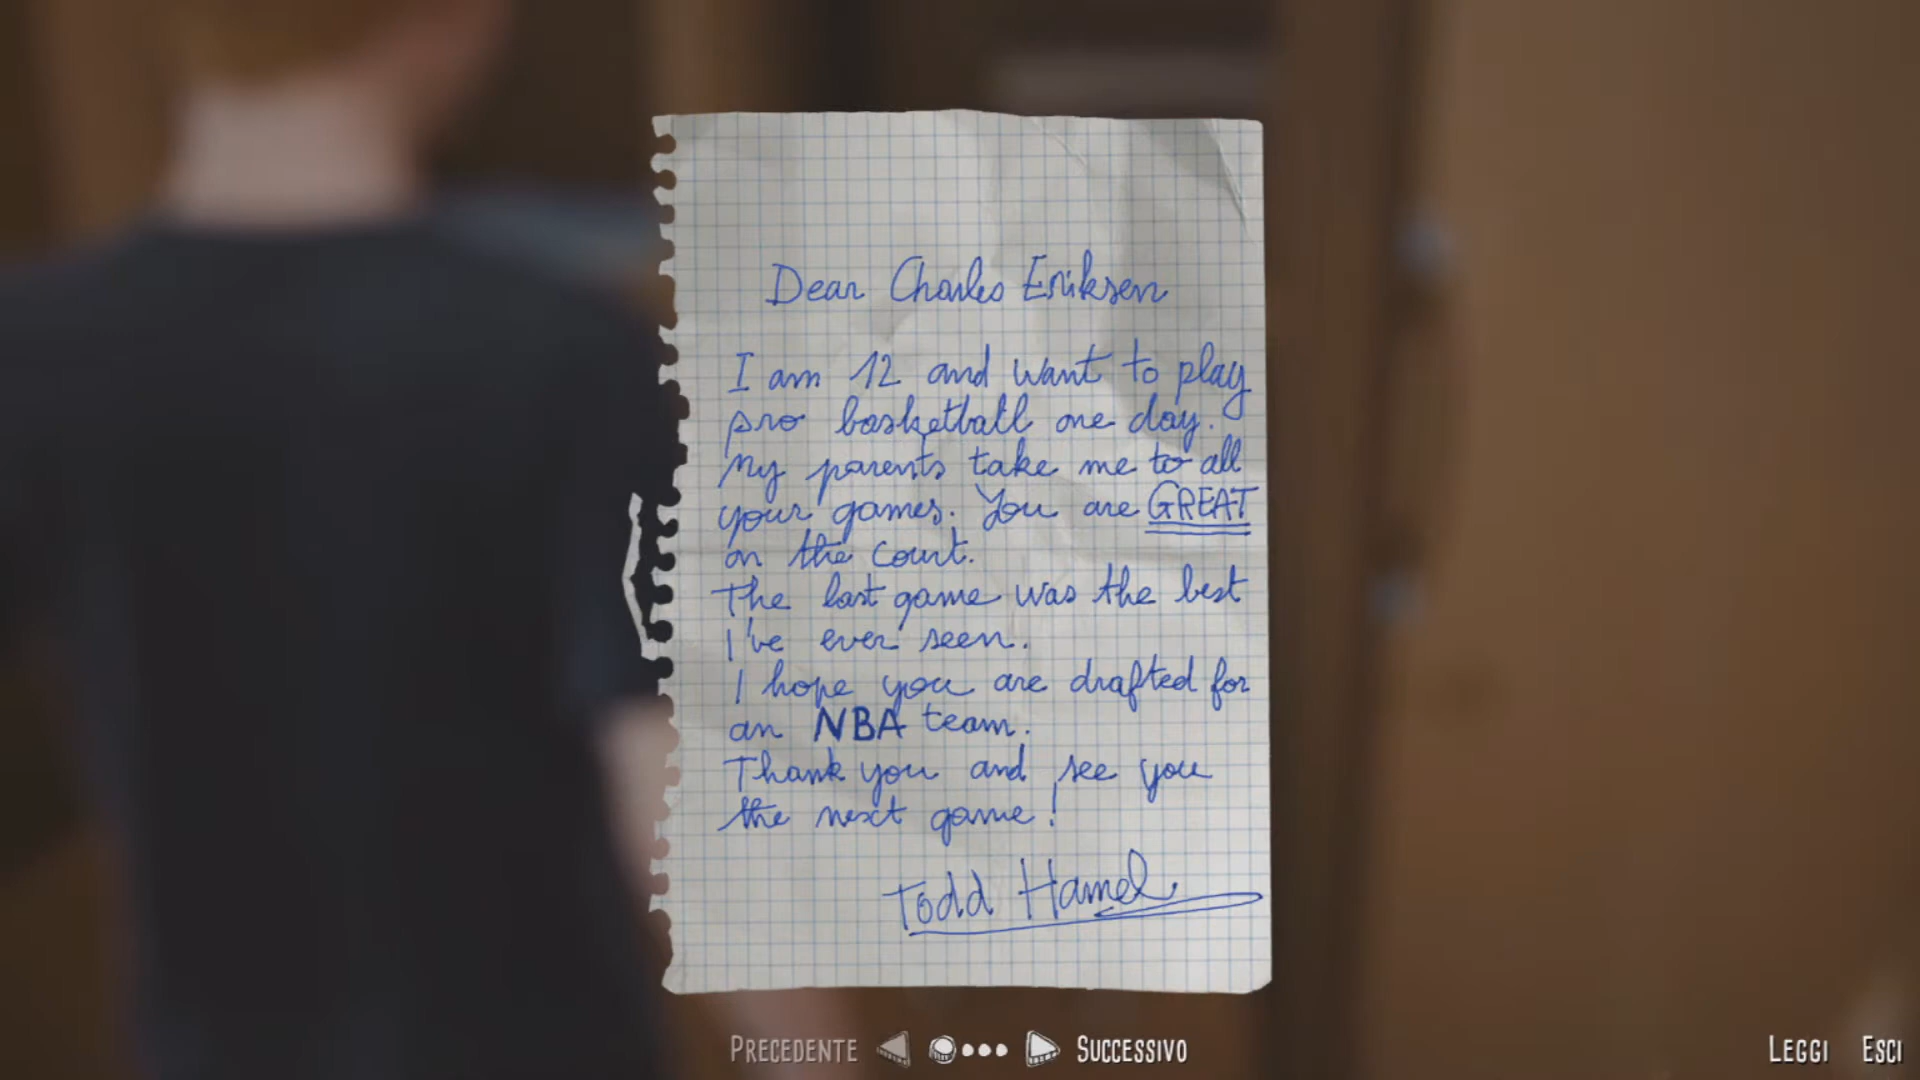 Dear Charles Eriksen
I am 12 and want to play
pro basketball one day.
My parents take me to all
your games. You are GREAT
on the court.
The last game was the best
I've ever seen.
I hope you are drafted for
an NBA team.
Thank you and see you
the next game!
Todd Hamel
PRECEDENTE SUCCESSIVO
LEGGI ESCI